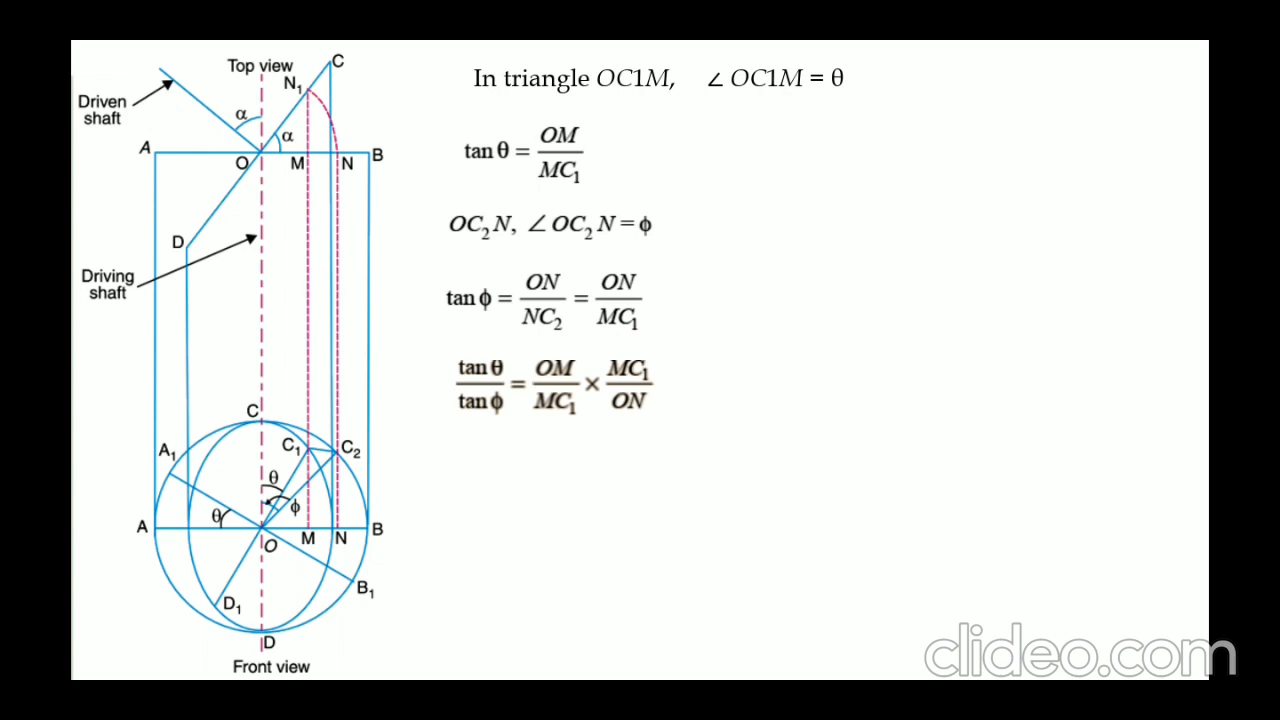 Top view
C
N₁
Driven
shaft
α
α
A
O
M
N
B
D
Driving
shaft
C
A₁
C₁
C₂
θ
θ
ϕ
A
O
M
N
B
B₁
D₁
D
Front view
In triangle OC1M, ∠ OC1M = θ
tan θ = OM / MC₁
OC₂N, ∠ OC₂N = ϕ
tan ϕ = ON / NC₂ = ON / MC₁
tan θ / tan ϕ = OM / MC₁ × MC₁ / ON
clideo.com